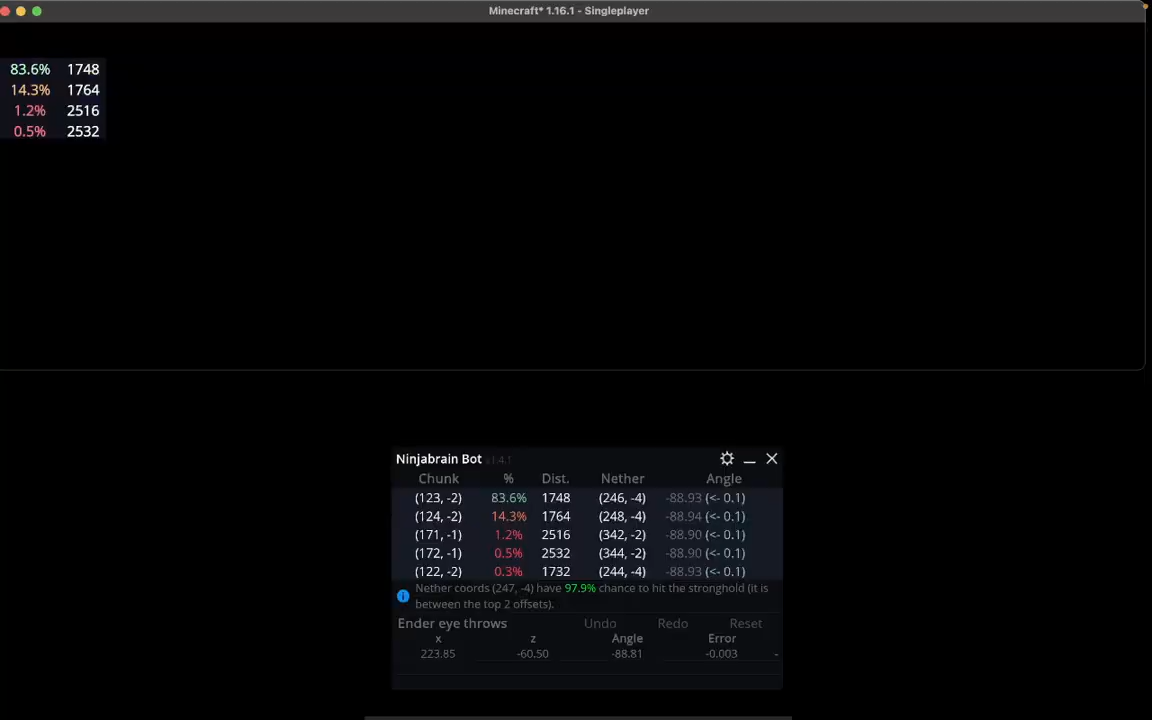 Minecraft* 1.16.1 - Singleplayer
83.6% 1748
14.3% 1764
1.2% 2516
0.5% 2532
Ninjabrain Bot v1.4.1
Chunk % Dist. Nether Angle
(123, -2) 83.6% 1748 (246, -4) -88.93 (<- 0.1)
(124, -2) 14.3% 1764 (248, -4) -88.94 (<- 0.1)
(171, -1) 1.2% 2516 (342, -2) -88.90 (<- 0.1)
(172, -1) 0.5% 2532 (344, -2) -88.90 (<- 0.1)
(122, -2) 0.3% 1732 (244, -4) -88.93 (<- 0.1)
Nether coords (247, -4) have 97.9% chance to hit the stronghold (it is
between the top 2 offsets).
Ender eye throws Undo Redo Reset
x z Angle Error
223.85 -60.50 -88.81 -0.003 -